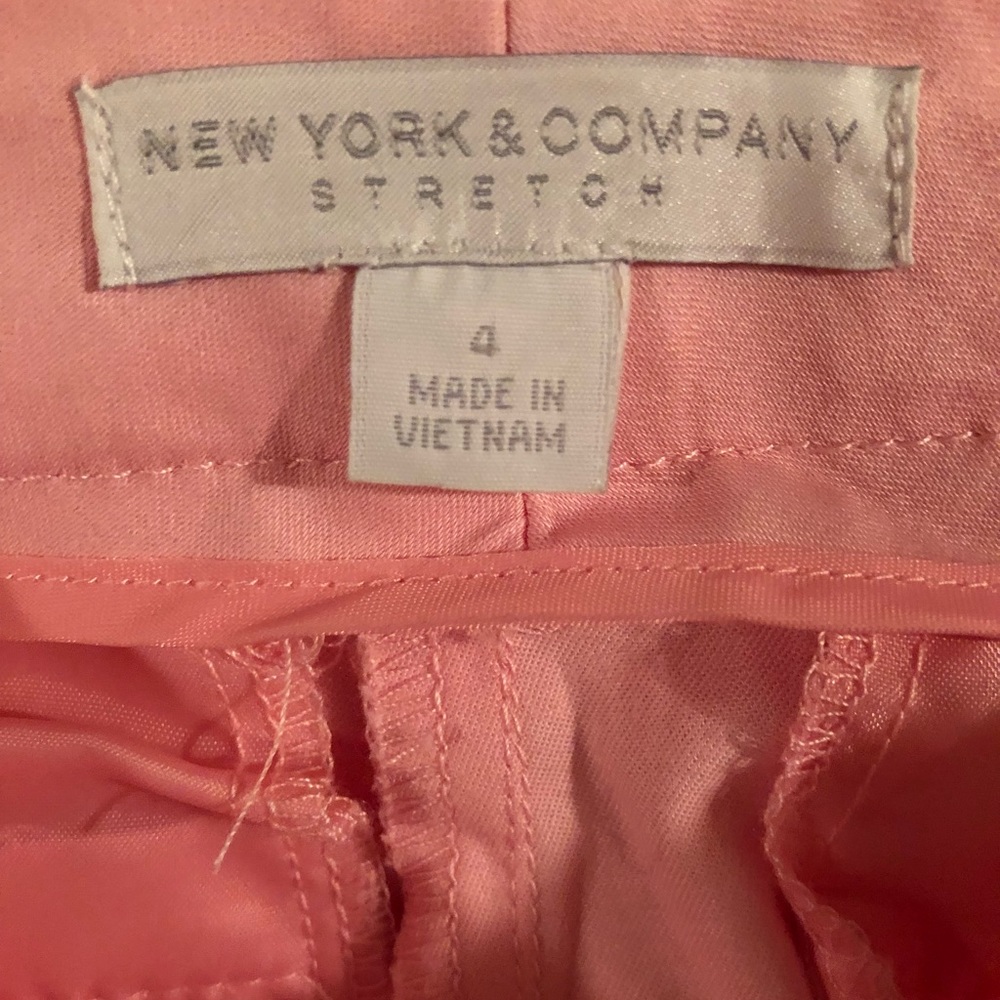 NEW YORK & COMPANY
STRETCH
4
MADE IN
VIETNAM